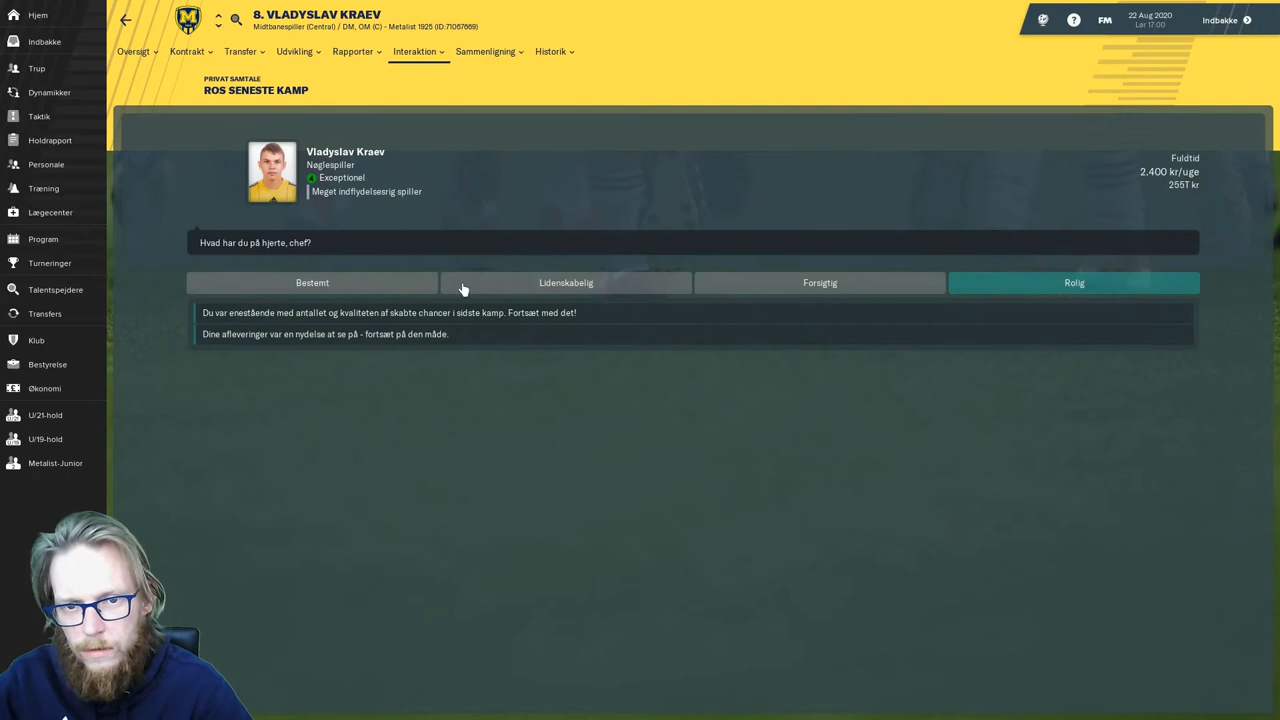 Hjem
Indbakke
Trup
Dynamikker
Taktik
Holdrapport
Personale
Træning
Lægecenter
Program
Turneringer
Talentspejdere
Transfers
Klub
Bestyrelse
Økonomi
U/21-hold
U/19-hold
Metalist-Junior
8. VLADYSLAV KRAEV
Midtbanespiller (Central) / DM, OM (C) - Metalist 1925 (ID:71067669)
22 Aug 2020
Lør 17:00
Indbakke
FM
Oversigt
Kontrakt
Transfer
Udvikling
Rapporter
Interaktion
Sammenligning
Historik
PRIVAT SAMTALE
ROS SENESTE KAMP
Vladyslav Kraev
Nøglespiller
Exceptionel
Meget indflydelsesrig spiller
Fuldtid
2.400 kr/uge
255T kr
Hvad har du på hjerte, chef?
Bestemt
Lidenskabelig
Forsigtig
Rolig
Du var enestående med antallet og kvaliteten af skabte chancer i sidste kamp. Fortsæt med det!
Dine afleveringer var en nydelse at se på - fortsæt på den måde.